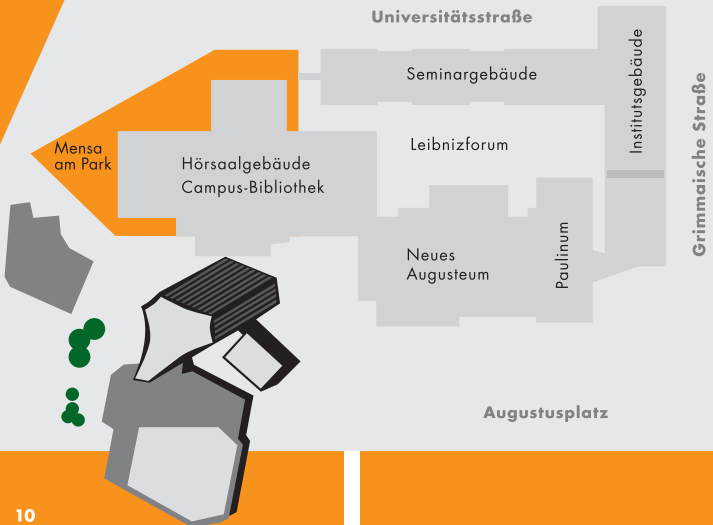 Universitätsstraße
Seminargebäude
Institutsgebäude
Grimmaische Straße
Leibnizforum
Mensa
am Park
Hörsaalgebäude
Campus-Bibliothek
Neues
Augusteum
Paulinum
Augustusplatz
10